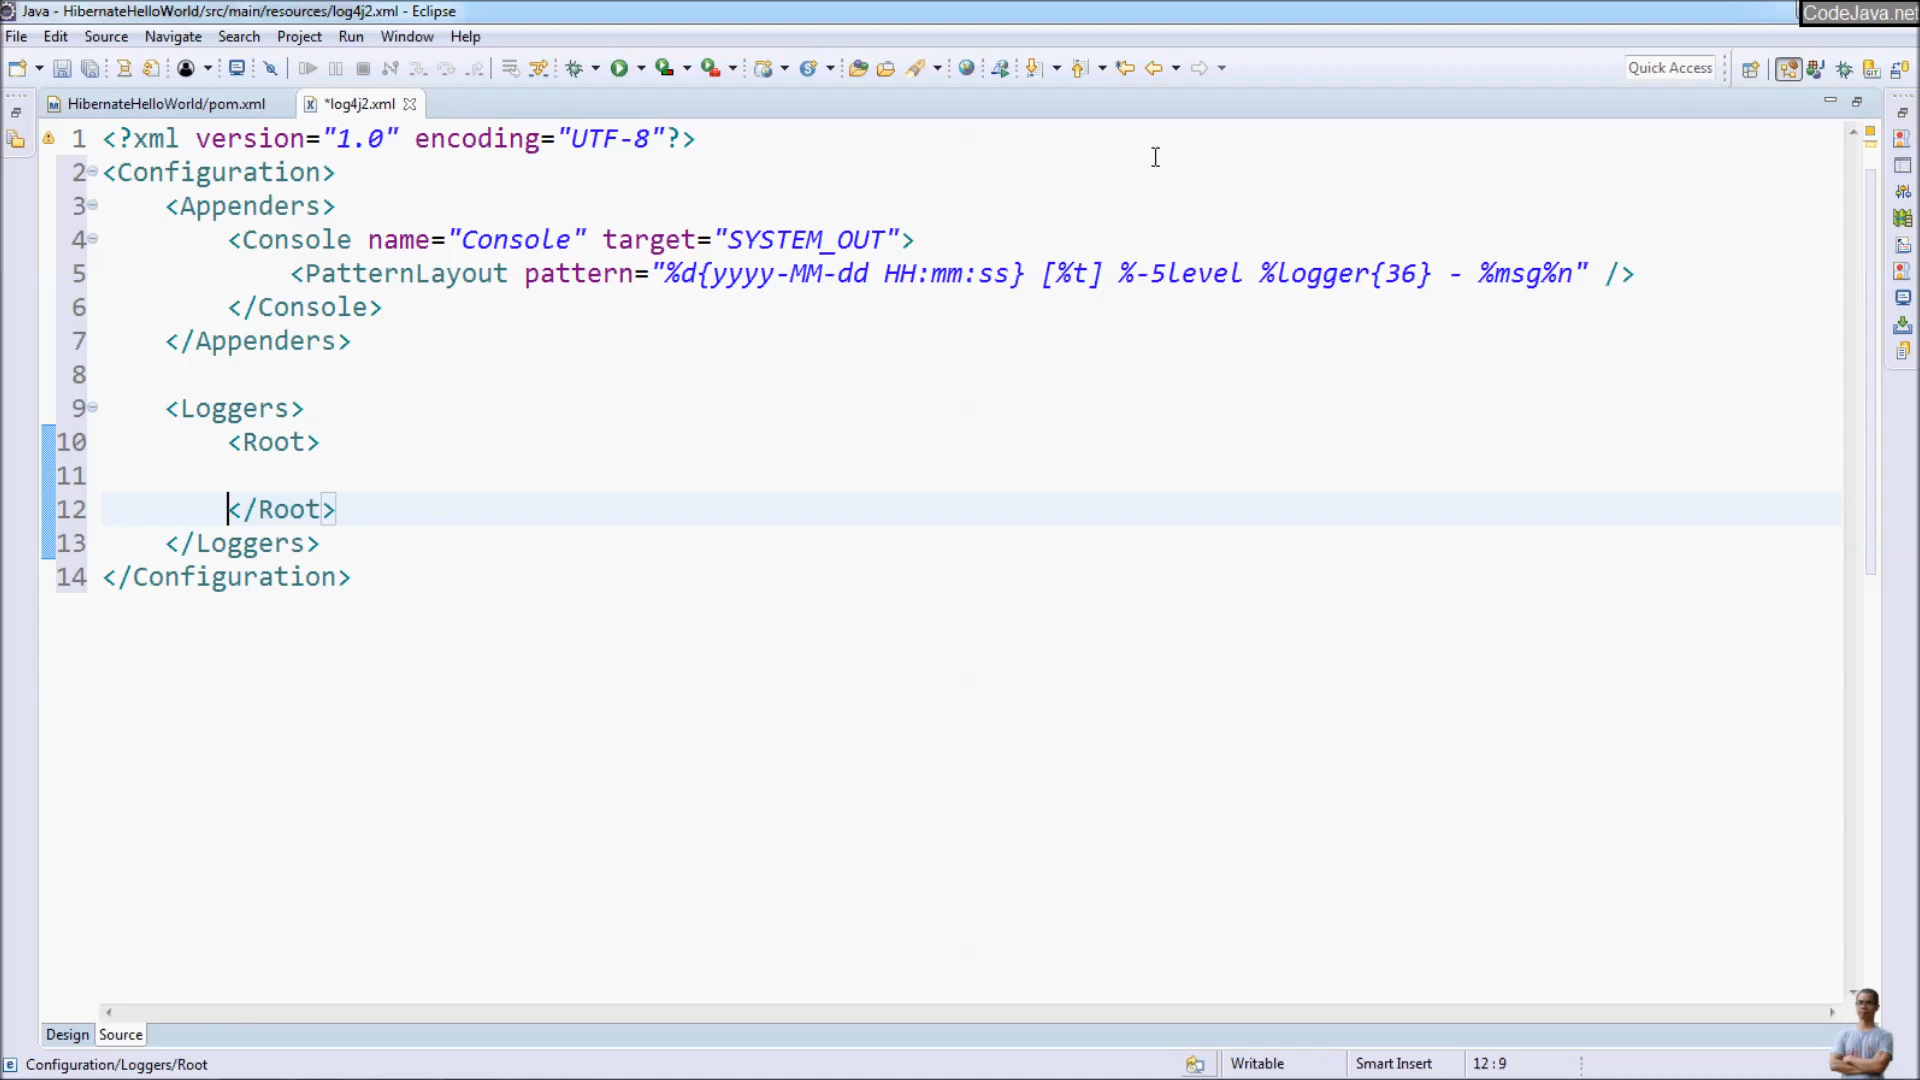 Java - HibernateHelloWorld/src/main/resources/log4j2.xml - Eclipse
CodeJava.net
File Edit Source Navigate Search Project Run Window Help
Quick Access
HibernateHelloWorld/pom.xml *log4j2.xml
1 <?xml version="1.0" encoding="UTF-8"?>
2 <Configuration>
3 <Appenders>
4 <Console name="Console" target="SYSTEM_OUT">
5 <PatternLayout pattern="%d{yyyy-MM-dd HH:mm:ss} [%t] %-5level %logger{36} - %msg%n" />
6 </Console>
7 </Appenders>
8
9 <Loggers>
10 <Root>
11
12 </Root>
13 </Loggers>
14 </Configuration>
Design Source
Configuration/Loggers/Root Writable Smart Insert 12 : 9